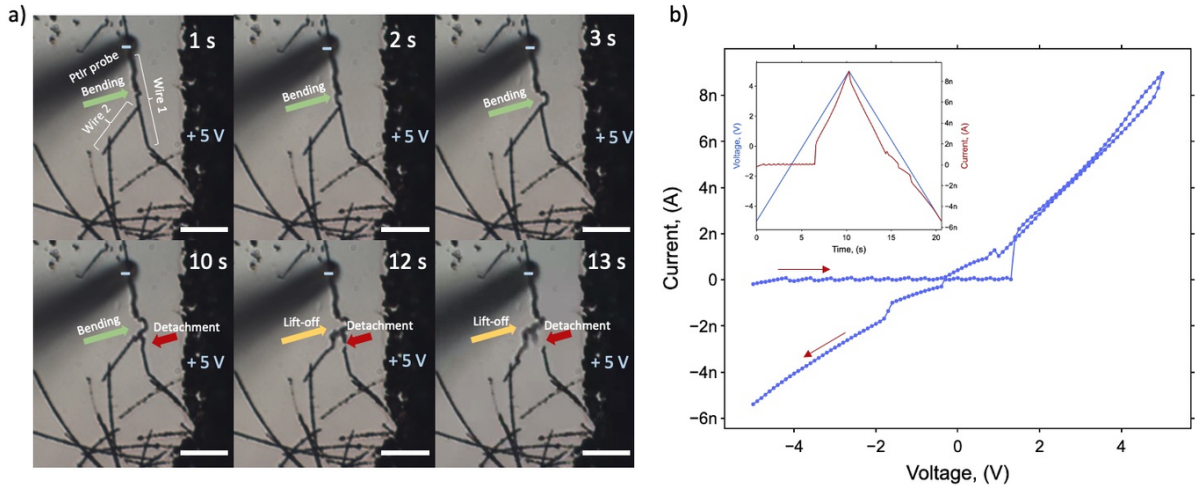 a)
1 s
PtIr probe
Bending
Wire 1
Wire 2
+ 5 V
2 s
Bending
3 s
Bending
+ 5 V
10 s
Bending
Detachment
12 s
Lift-off
Detachment
+ 5 V
13 s
Lift-off
Detachment
+ 5 V
b)
Current, (A)
8n
6n
4n
2n
0
−2n
−4n
−6n
−4
−2
0
2
4
Voltage, (V)
Voltage, (V)
4
2
0
−2
−4
0
5
10
15
20
Time, (s)
8n
6n
4n
2n
0
−2n
−4n
−6n
Current, (A)